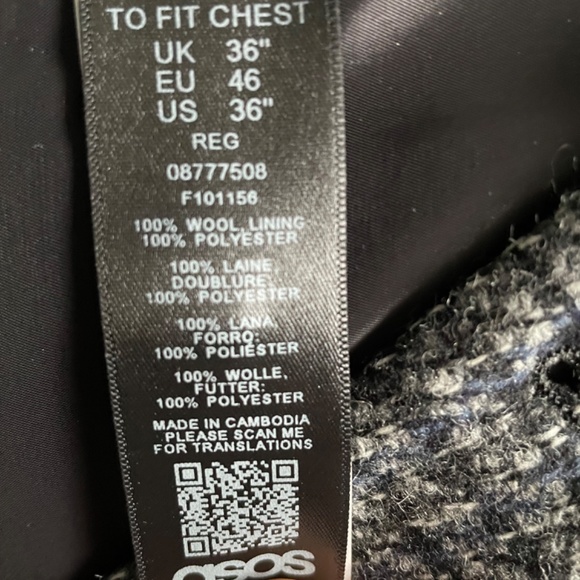 TO FIT CHEST
UK 36"
EU 46
US 36"
REG
08777508
F101156
100% WOOL, LINING
100% POLYESTER
100% LAINE,
DOUBLURE:
100% POLYESTER
100% LANA,
FORRO:
100% POLIÉSTER
100% WOLLE,
FUTTER:
100% POLYESTER
MADE IN CAMBODIA
PLEASE SCAN ME
FOR TRANSLATIONS
asos